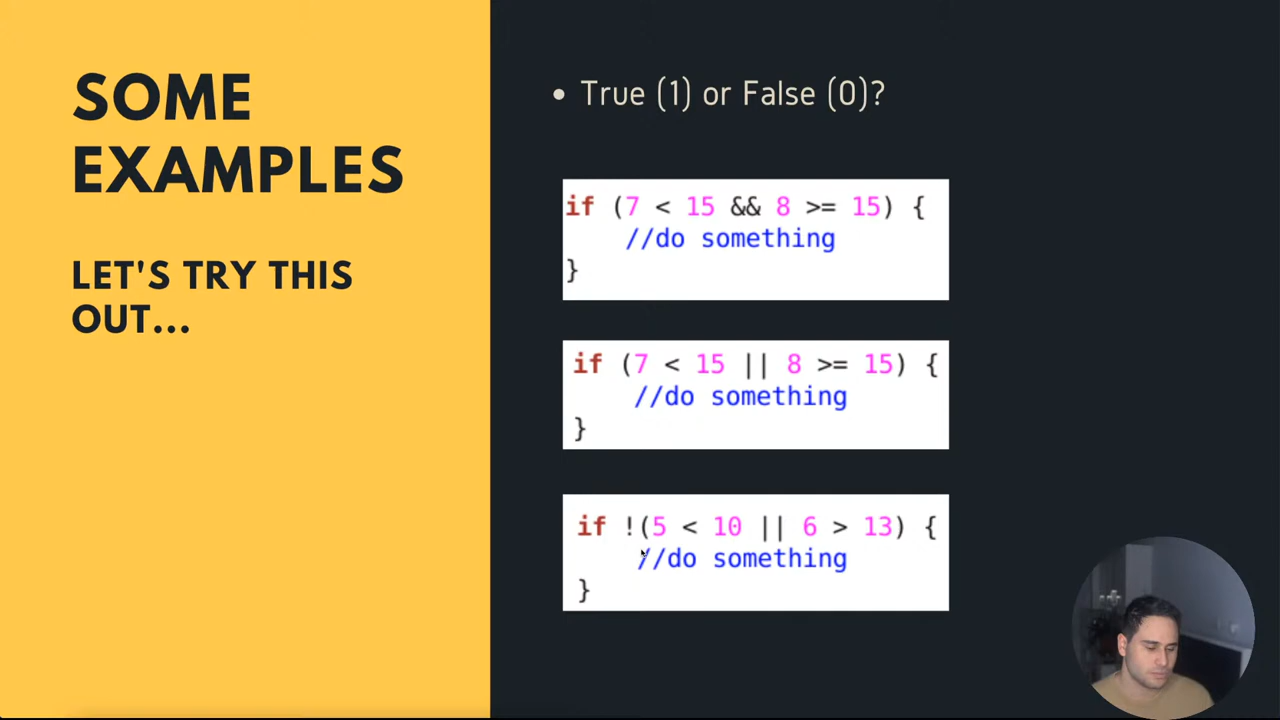 SOME
EXAMPLES
LET'S TRY THIS
OUT...
• True (1) or False (0)?
if (7 < 15 && 8 >= 15) {
//do something
}
if (7 < 15 || 8 >= 15) {
//do something
}
if !(5 < 10 || 6 > 13) {
//do something
}